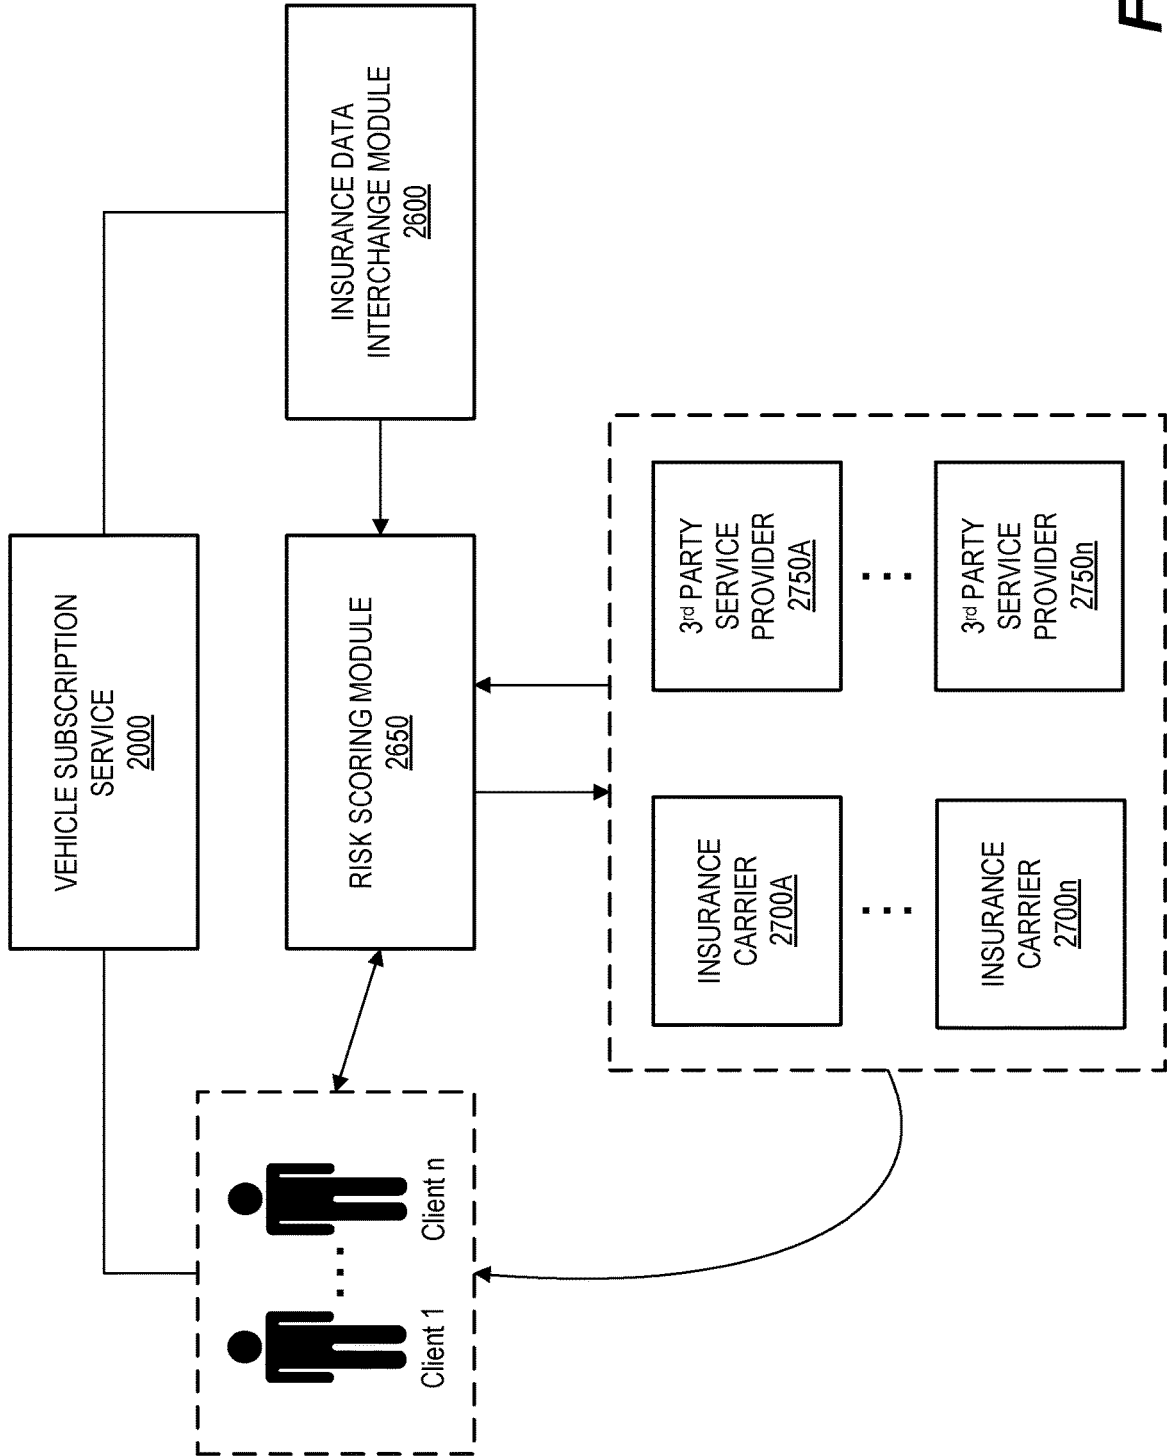 VEHICLE SUBSCRIPTION
SERVICE
2000
Client 1
Client n
RISK SCORING MODULE
2650
INSURANCE DATA
INTERCHANGE MODULE
2600
INSURANCE
CARRIER
2700A
3rd PARTY
SERVICE
PROVIDER
2750A
INSURANCE
CARRIER
2700n
3rd PARTY
SERVICE
PROVIDER
2750n
F